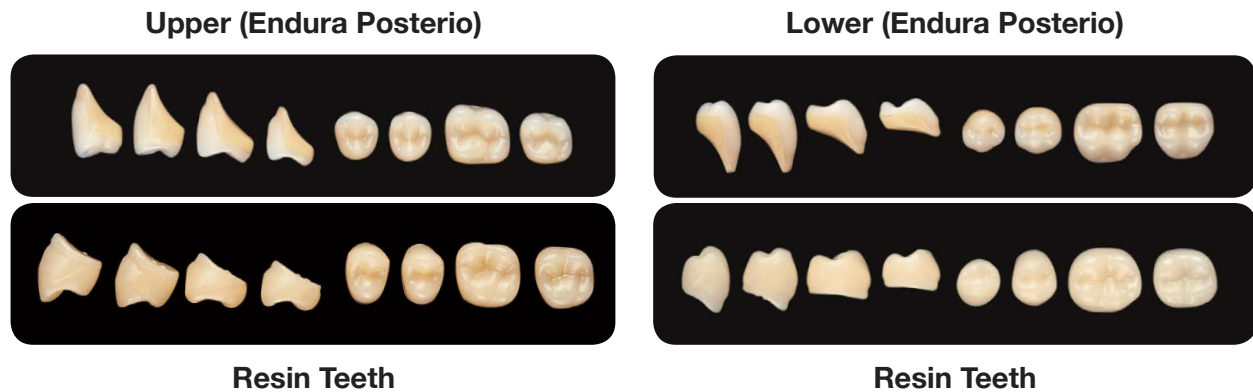 Upper (Endura Posterio)
Lower (Endura Posterio)
Resin Teeth
Resin Teeth